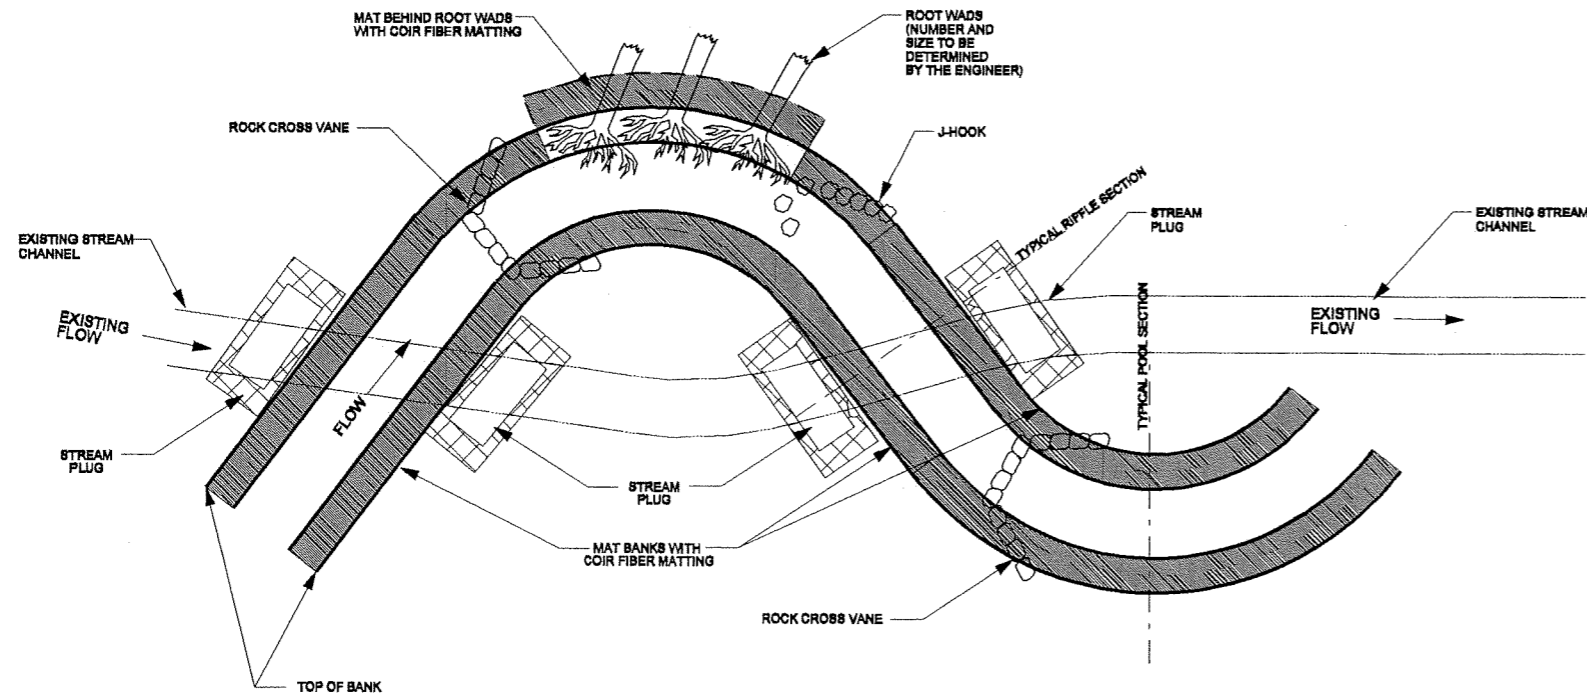 MAT BEHIND ROOT WADS
WITH COIR FIBER MATTING
ROOT WADS
(NUMBER AND
SIZE TO BE
DETERMINED
BY THE ENGINEER)
ROCK CROSS VANE
J-HOOK
TYPICAL RIFFLE SECTION
STREAM
PLUG
EXISTING STREAM
CHANNEL
EXISTING STREAM
CHANNEL
EXISTING
FLOW
EXISTING
FLOW
TYPICAL POOL SECTION
FLOW
STREAM
PLUG
STREAM
PLUG
MAT BANKS WITH
COIR FIBER MATTING
ROCK CROSS VANE
TOP OF BANK